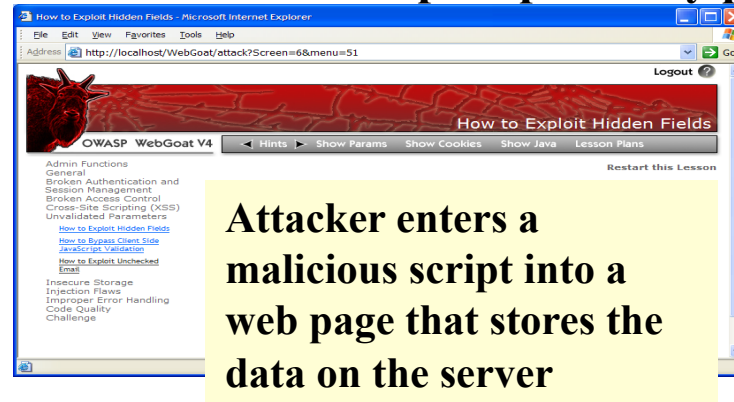 How to Exploit Hidden Fields - Microsoft Internet Explorer
File Edit View Favorites Tools Help
Address http://localhost/WebGoat/attack?Screen=6&menu=51 Go
Logout ?
How to Exploit Hidden Fields
OWASP WebGoat V4 Hints Show Params Show Cookies Show Java Lesson Plans
Restart this Lesson
Admin Functions
General
Broken Authentication and
Session Management
Broken Access Control
Cross-Site Scripting (XSS)
Unvalidated Parameters
How to Exploit Hidden Fields
How to Bypass Client Side
JavaScript Validation
How to Exploit Unchecked
Email
Insecure Storage
Injection Flaws
Improper Error Handling
Code Quality
Challenge
Attacker enters a
malicious script into a
web page that stores the
data on the server